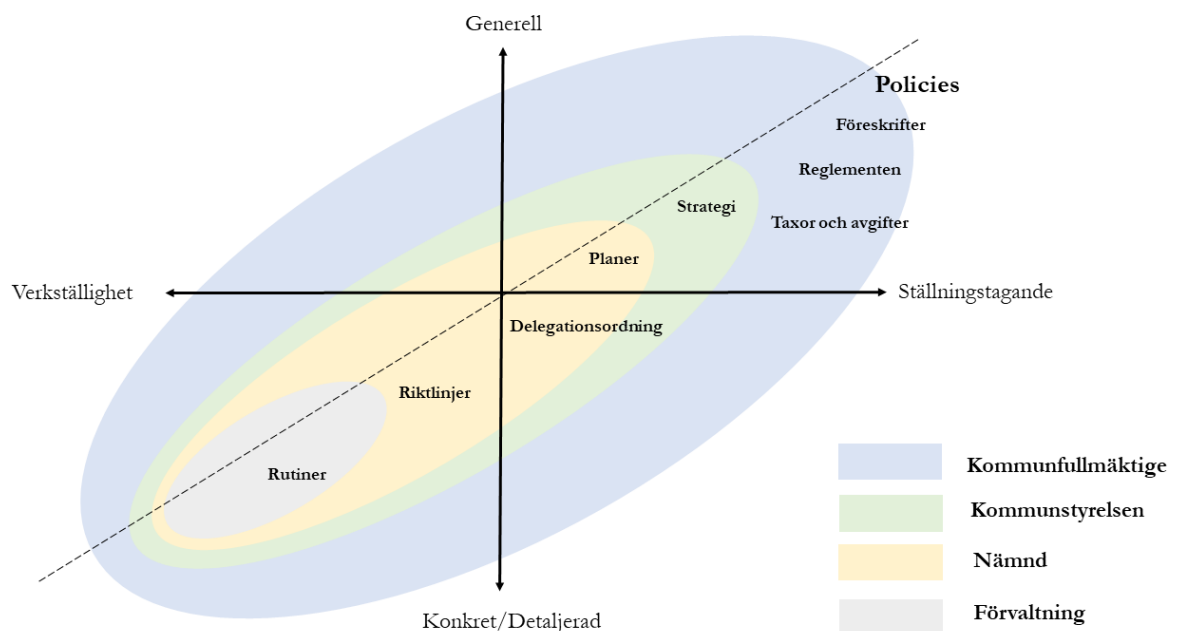 Generell
Policies
Föreskrifter
Reglementen
Strategi
Taxor och avgifter
Planer
Verkställighet
Ställningstagande
Delegationsordning
Riktlinjer
Rutiner
Kommunfullmäktige
Kommunstyrelsen
Nämnd
Förvaltning
Konkret/Detaljerad